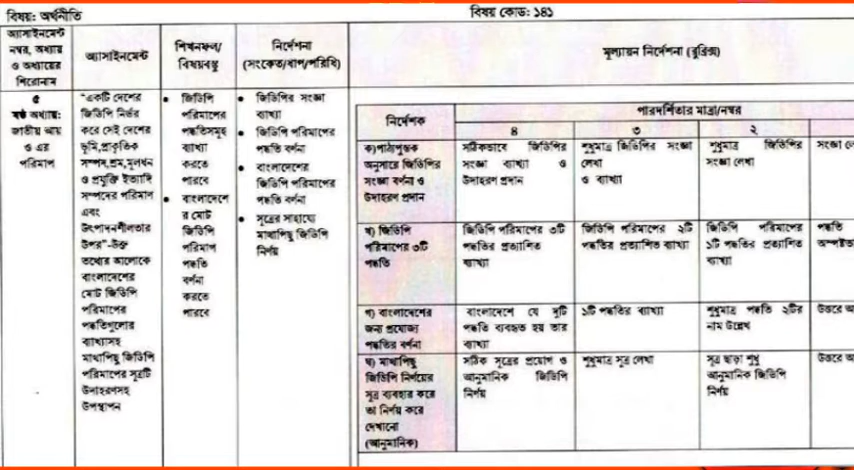 বিষয়: অর্থনীতি
বিষয় কোড: ১৪১
অ্যাসাইনমেন্ট নম্বর, অধ্যায় ও অধ্যায়ের শিরোনাম
অ্যাসাইনমেন্ট
শিখনফল/
বিষয়বস্তু
নির্দেশনা
(সংকেত/ধাপ/পরিধি)
মূল্যায়ন নির্দেশনা (রুব্রিক্স)
৫
ষষ্ঠ অধ্যায়:
জাতীয় আয়
ও এর
পরিমাপ
"একটি দেশের
জিডিপি নির্ভর
করে সেই দেশের
ভূমি,প্রাকৃতিক
সম্পদ,শ্রম,মূলধন
ও প্রযুক্তি ইত্যাদি
সম্পদের পরিমাণ
এবং
উৎপাদনশীলতার
উপর"-উক্ত
তথ্যের আলোকে
বাংলাদেশের
মোট জিডিপি
পরিমাপের
পদ্ধতিগুলোর
ব্যাখ্যাসহ
মাথাপিছু জিডিপি
পরিমাপের সূত্রটি
উদাহরণসহ
উপস্থাপন
• জিডিপি
পরিমাপের
পদ্ধতিসমূহ
ব্যাখ্যা
করতে
পারবে
• বাংলাদেশে
র মোট
জিডিপি
পরিমাপ
পদ্ধতি
বর্ণনা
করতে
পারবে
• জিডিপির সংজ্ঞা
ব্যাখ্যা
• জিডিপি পরিমাপের
পদ্ধতি বর্ণনা
• বাংলাদেশের
জিডিপি পরিমাপের
পদ্ধতি বর্ণনা
• সূত্রের সাহায্যে
মাথাপিছু জিডিপি
নির্ণয়
নির্দেশক
পারদর্শিতার মাত্রা/নম্বর
৪
৩
২
ক)পাঠ্যপুস্তক
অনুসারে জিডিপির
সংজ্ঞা বর্ণনা ও
উদাহরণ প্রদান
সঠিকভাবে জিডিপির
সংজ্ঞা ব্যাখ্যা ও
উদাহরণ প্রদান
শুধুমাত্র জিডিপির সংজ্ঞা
লেখা
ও ব্যাখ্যা
শুধুমাত্র জিডিপির
সংজ্ঞা লেখা
সংজ্ঞা
খ) জিডিপি
পরিমাপের ৩টি
পদ্ধতি
জিডিপি পরিমাপের ৩টি
পদ্ধতির প্রত্যাশিত
ব্যাখ্যা
জিডিপি পরিমাপের ২টি
পদ্ধতির প্রত্যাশিত ব্যাখ্যা
জিডিপি পরিমাপের
১টি পদ্ধতির প্রত্যাশিত
ব্যাখ্যা
পদ্ধতি
গ) বাংলাদেশের
জন্য প্রযোজ্য
পদ্ধতির বর্ণনা
বাংলাদেশে যে দুটি
পদ্ধতি ব্যবহৃত হয় তার
ব্যাখ্যা
১টি পদ্ধতির ব্যাখ্যা
শুধুমাত্র পদ্ধতি ২টির
নাম উল্লেখ
উত্তরে
ঘ) মাথাপিছু
জিডিপি নির্ণয়ের
সূত্র ব্যবহার করে
তা নির্ণয় করে
দেখানো
(আনুমানিক)
সঠিক সূত্রের প্রয়োগ ও
আনুমানিক জিডিপি
নির্ণয়
শুধুমাত্র সূত্র লেখা
সূত্র ছাড়া শুধু
আনুমানিক জিডিপি
নির্ণয়
উত্তরে